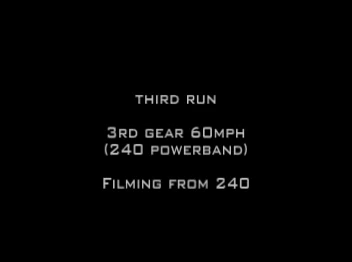 THIRD RUN
3RD GEAR 60MPH
(240 POWERBAND)
FILMING FROM 240